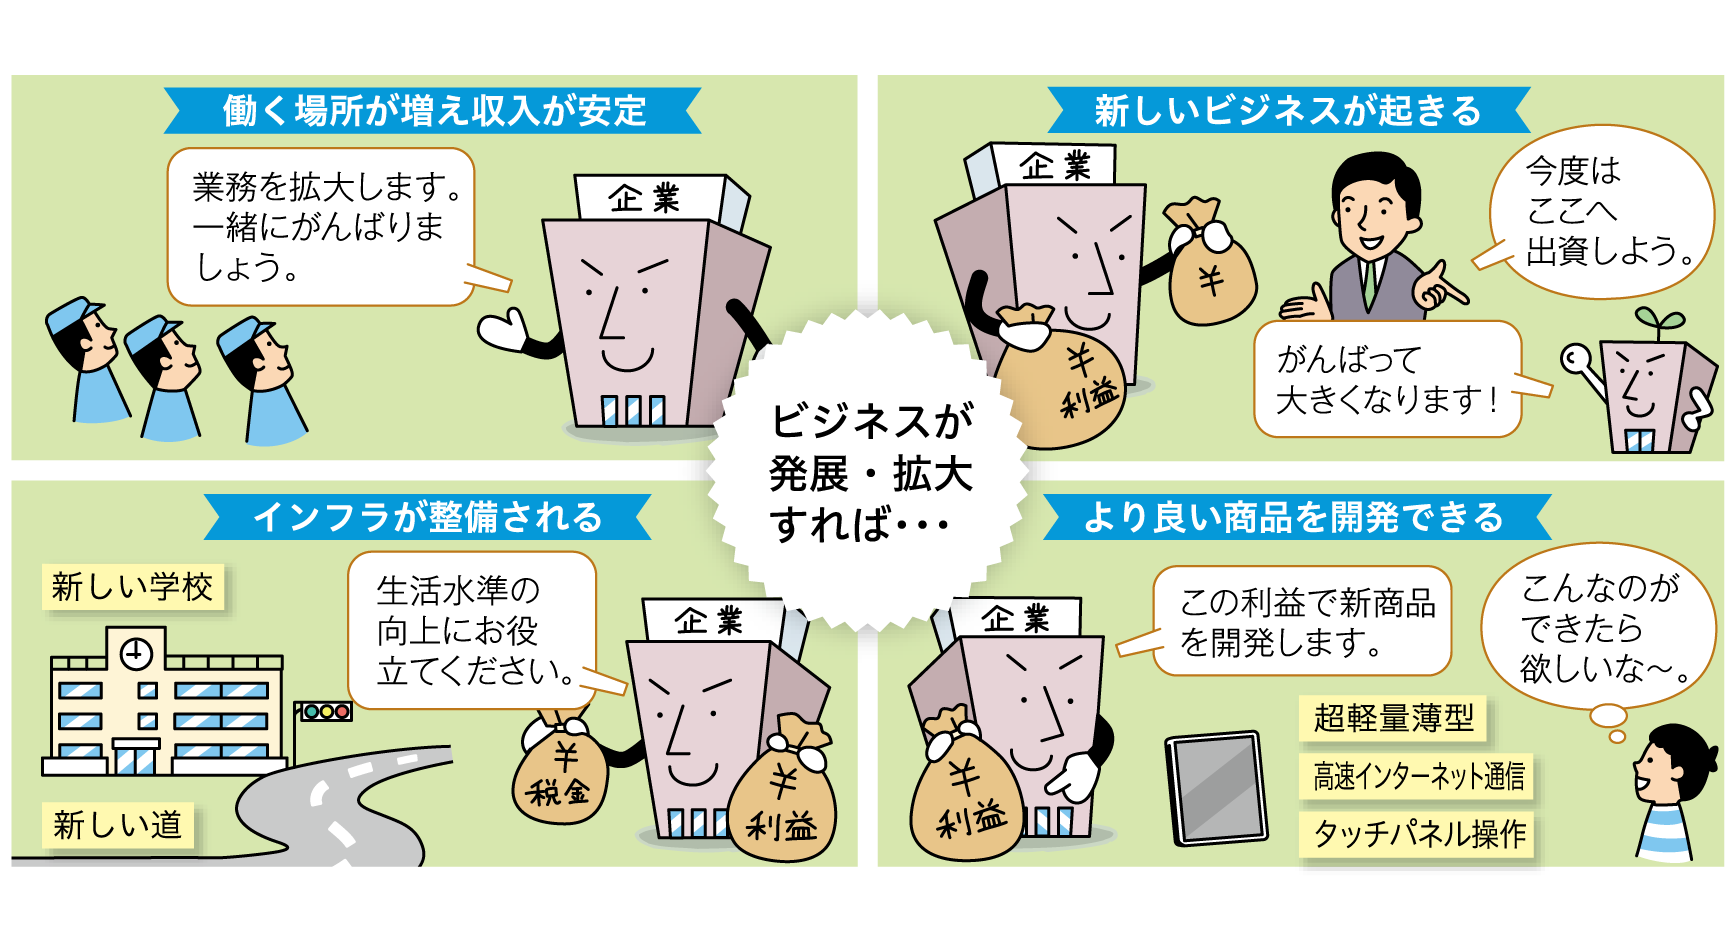 働く場所が増え収入が安定
業務を拡大します。
一緒にがんばりま
しょう。
企業
新しいビジネスが起きる
企業
¥
¥
利益
今度は
ここへ
出資しよう。
がんばって
大きくなります!
ビジネスが
発展・拡大
すれば･･･
インフラが整備される
新しい学校
生活水準の
向上にお役
立てください。
企業
¥
税金
¥
利益
新しい道
より良い商品を開発できる
企業
この利益で新商品
を開発します。
こんなのが
できたら
欲しいな～。
¥
利益
超軽量薄型
高速インターネット通信
タッチパネル操作